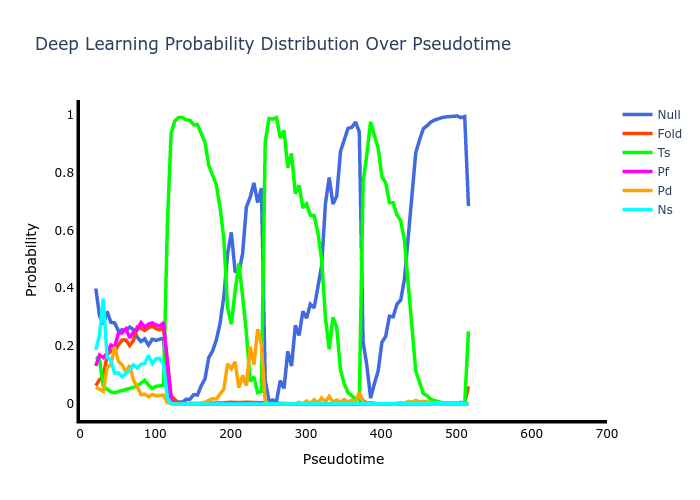 Deep Learning Probability Distribution Over Pseudotime
1
0.8
0.6
0.4
0.2
0
Probability
0 100 200 300 400 500 600 700
Pseudotime
Null
Fold
Ts
Pf
Pd
Ns